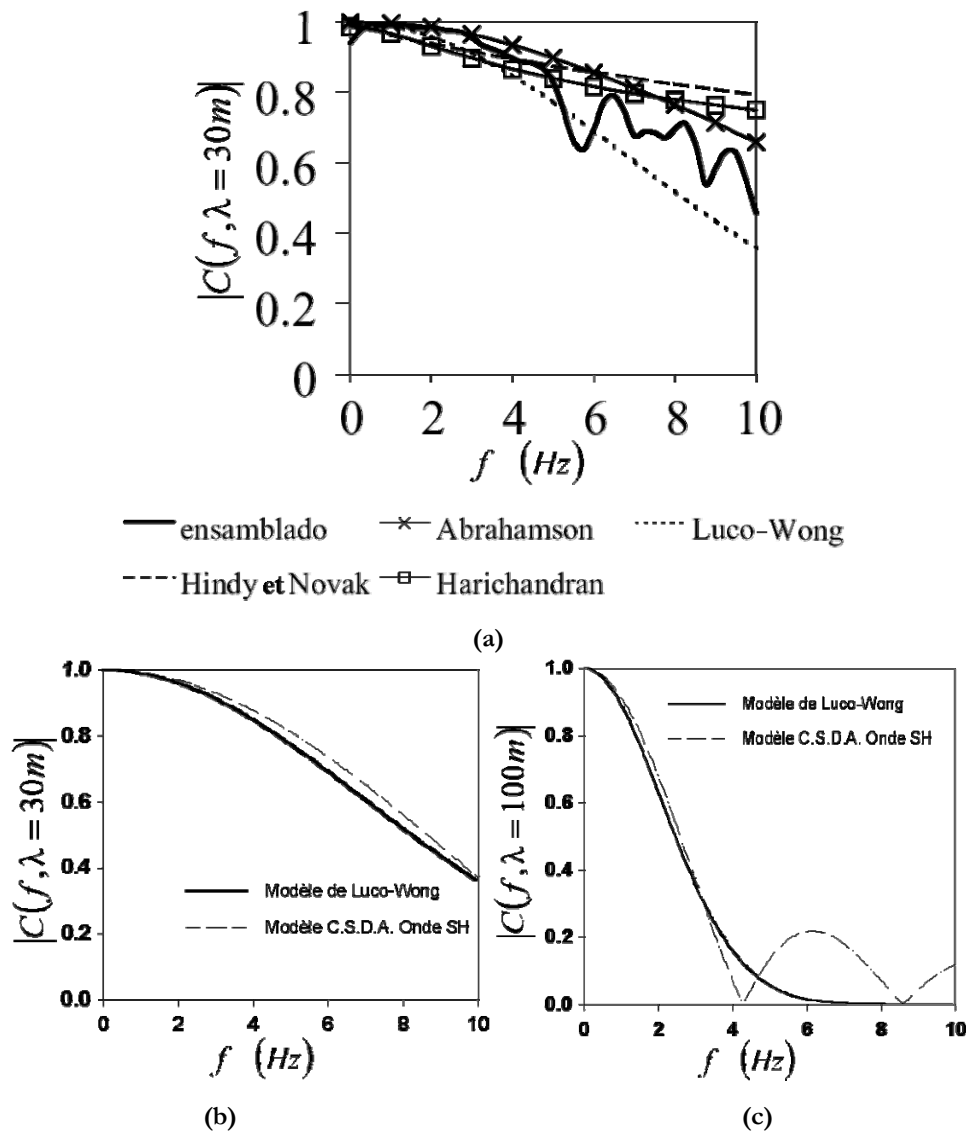 |C(f,λ = 30m)|
1
0.8
0.6
0.4
0.2
0
0 2 4 6 8 10
f (Hz)
ensamblado Abrahamson Luco-Wong
Hindy et Novak Harichandran
(a)
|C(f,λ = 30m)|
1.0
0.8
0.6
0.4
0.2
0.0
Modèle de Luco-Wong
Modèle C.S.D.A. Onde SH
0 2 4 6 8 10
f (Hz)
(b)
|C(f,λ = 100m)|
1.0
0.8
0.6
0.4
0.2
0.0
Modèle de Luco-Wong
Modèle C.S.D.A. Onde SH
0 2 4 6 8 10
f (Hz)
(c)